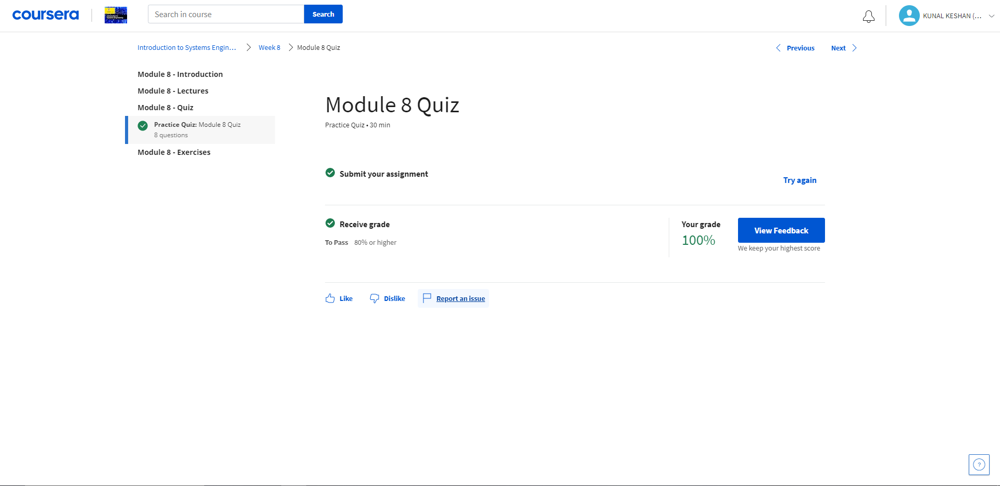 coursera
Search in course
Search
KUNAL KESHAN (...
Introduction to Systems Engin...
Week 8
Module 8 Quiz
Previous
Next
Module 8 - Introduction
Module 8 - Lectures
Module 8 - Quiz
Practice Quiz: Module 8 Quiz
8 questions
Module 8 - Exercises
Module 8 Quiz
Practice Quiz • 30 min
Submit your assignment
Try again
Receive grade
To Pass 80% or higher
Your grade
100%
View Feedback
We keep your highest score
Like
Dislike
Report an issue
?